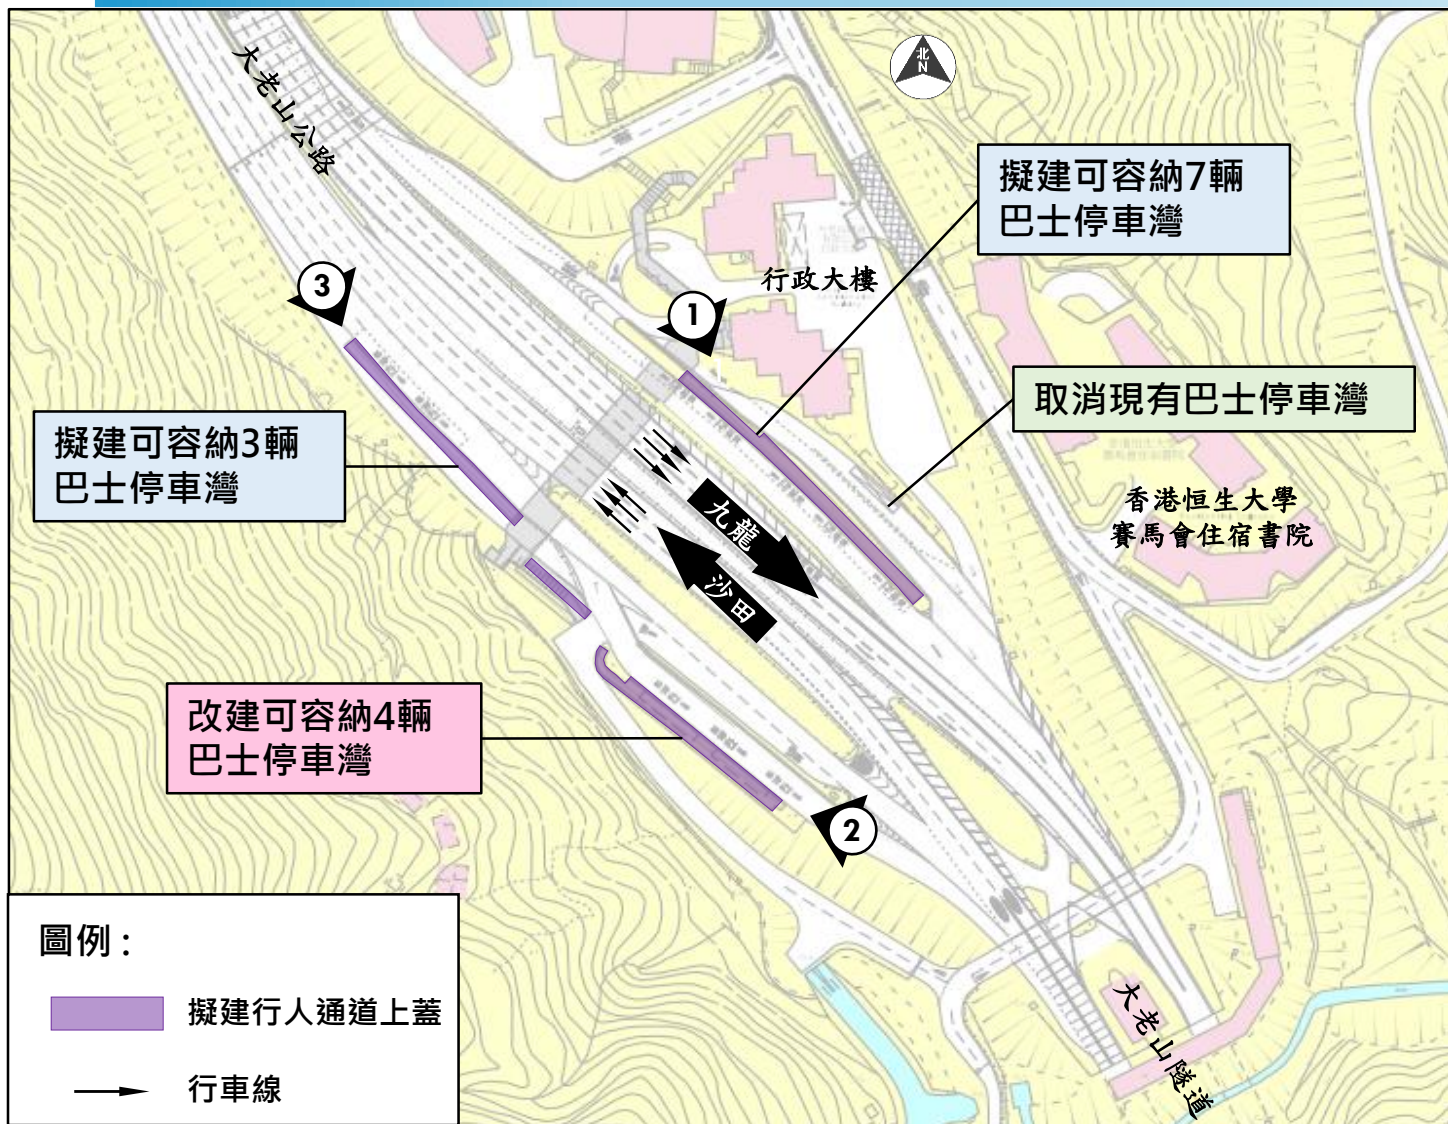 大老山公路
北
N
擬建可容納7輛
巴士停車灣
行政大樓
3
1
取消現有巴士停車灣
擬建可容納3輛
巴士停車灣
九龍
沙田
香港恒生大學
賽馬會住宿書院
改建可容納4輛
巴士停車灣
2
圖例:
擬建行人通道上蓋
行車線
大老山隧道